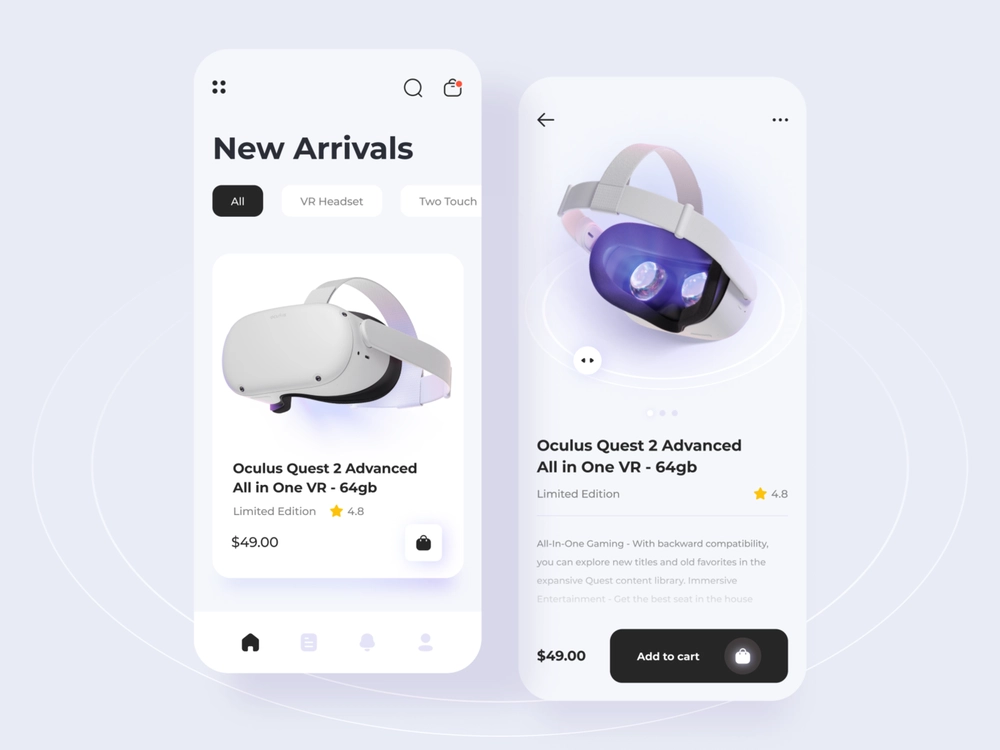 New Arrivals
All
VR Headset
Two Touch
Oculus Quest 2 Advanced
All in One VR - 64gb
Limited Edition
4.8
$49.00
Oculus Quest 2 Advanced
All in One VR - 64gb
Limited Edition
4.8
All-In-One Gaming - With backward compatibility,
you can explore new titles and old favorites in the
expansive Quest content library. Immersive
Entertainment - Get the best seat in the house
$49.00
Add to cart